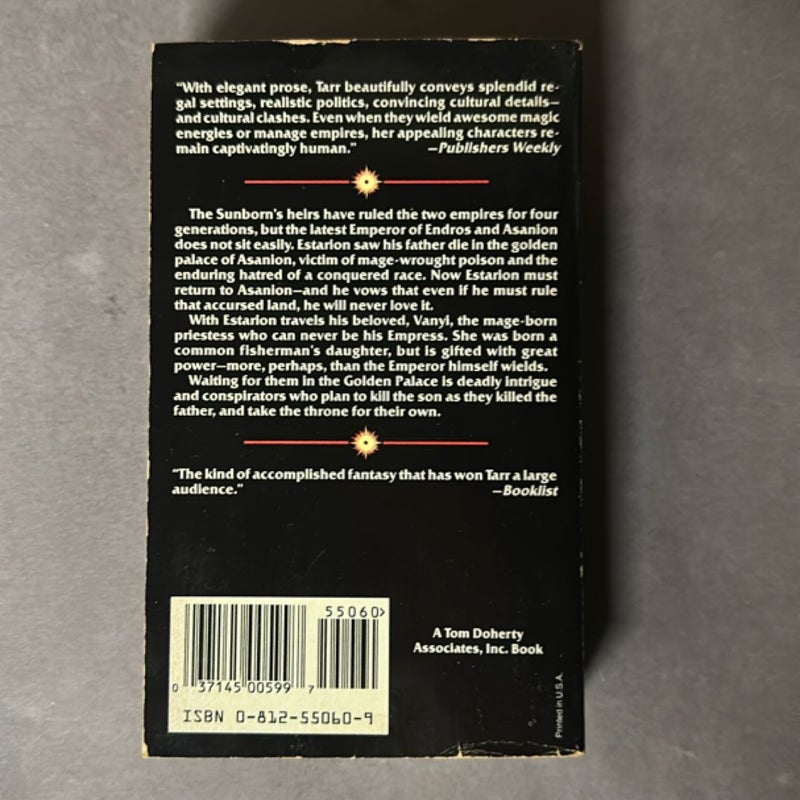 "With elegant prose, Tarr beautifully conveys splendid re-
gal settings, realistic politics, convincing cultural details—
and cultural clashes. Even when they wield awesome magic
energies or manage empires, her appealing characters re-
main captivatingly human." —Publishers Weekly
The Sunborn's heirs have ruled the two empires for four
generations, but the latest Emperor of Endros and Asanion
does not sit easily. Estarion saw his father die in the golden
palace of Asanion, victim of mage-wrought poison and the
enduring hatred of a conquered race. Now Estarion must
return to Asanion—and he vows that even if he must rule
that accursed land, he will never love it.
With Estarion travels his beloved, Vanyi, the mage-born
priestess who can never be his Empress. She was born a
common fisherman's daughter, but is gifted with great
power—more, perhaps, than the Emperor himself wields.
Waiting for them in the Golden Palace is deadly intrigue
and conspirators who plan to kill the son as they killed the
father, and take the throne for their own.
"The kind of accomplished fantasy that has won Tarr a large
audience." —Booklist
55060>
0 37145 00599 7
ISBN 0-812-55060-9
A Tom Doherty
Associates, Inc. Book
Printed in U.S.A.